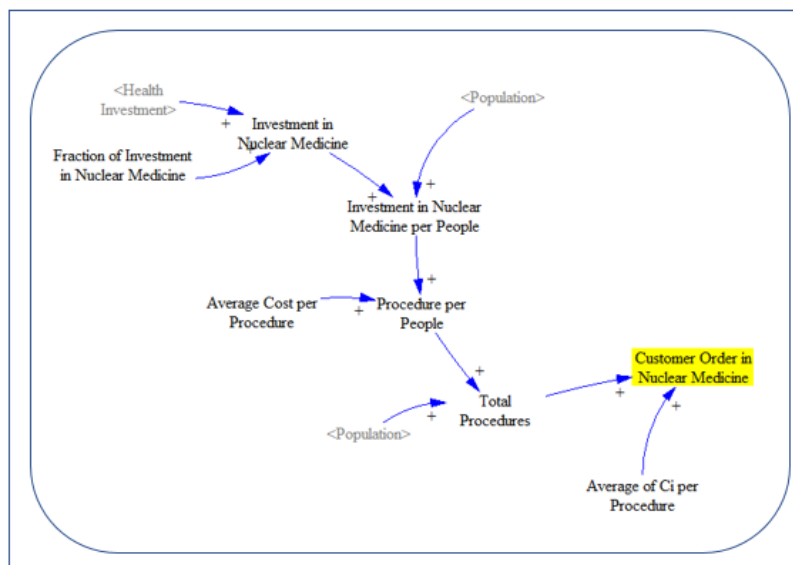 <Health
Investment>
+
Investment in
Nuclear Medicine
+
<Population>
Fraction of Investment
in Nuclear Medicine
+
+
Investment in Nuclear
Medicine per People
+
Average Cost per
Procedure
+
Procedure per
People
+
Customer Order in
Nuclear Medicine
+
Total
Procedures
+
<Population>
+
Average of Ci per
Procedure